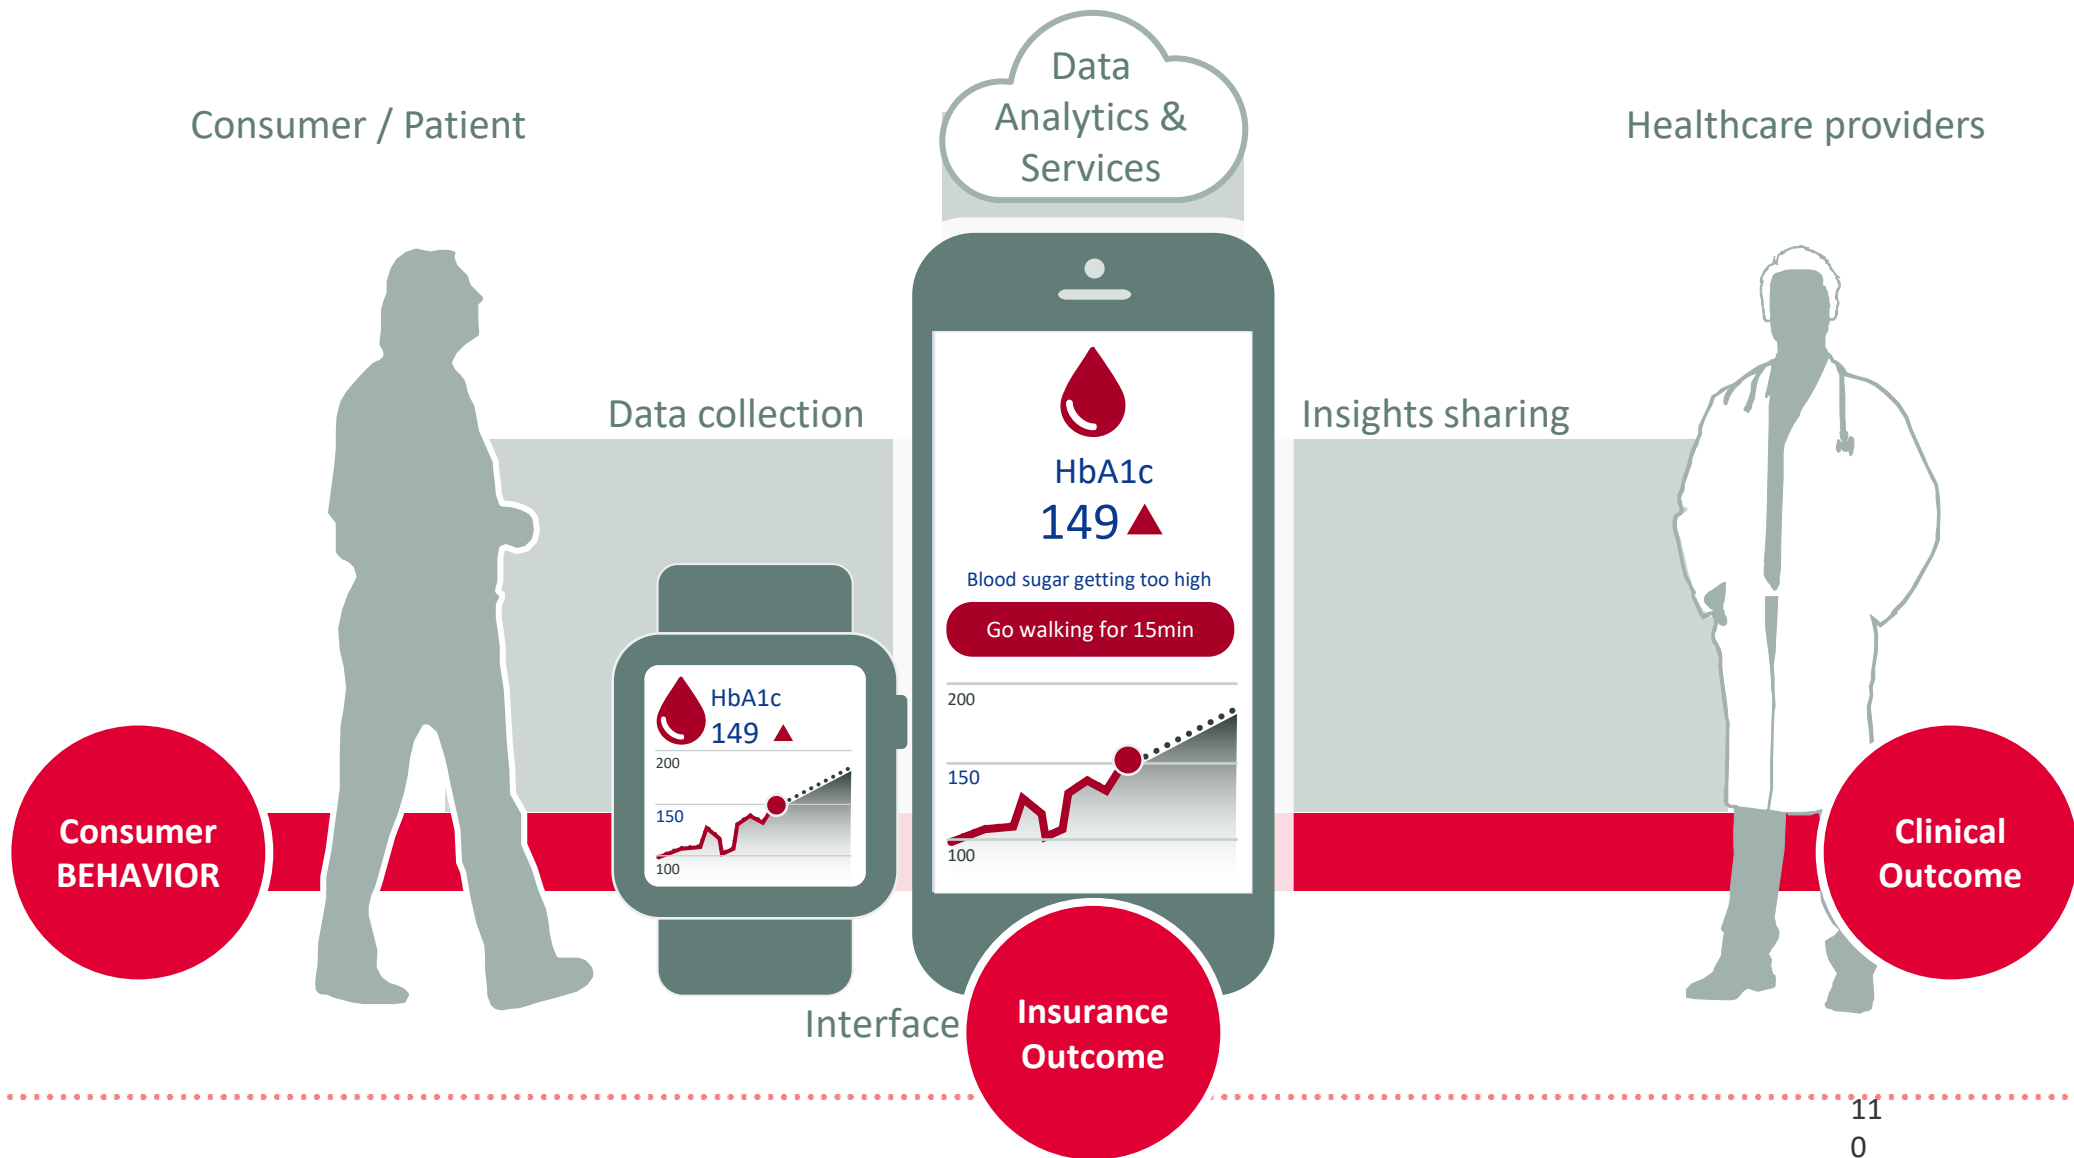 Data
Analytics &
Services
Consumer / Patient
Healthcare providers
Data collection
Insights sharing
HbA1c
149
Blood sugar getting too high
Go walking for 15min
200
150
100
HbA1c
149
200
150
100
Consumer
BEHAVIOR
Clinical
Outcome
Interface
Insurance
Outcome
11
0